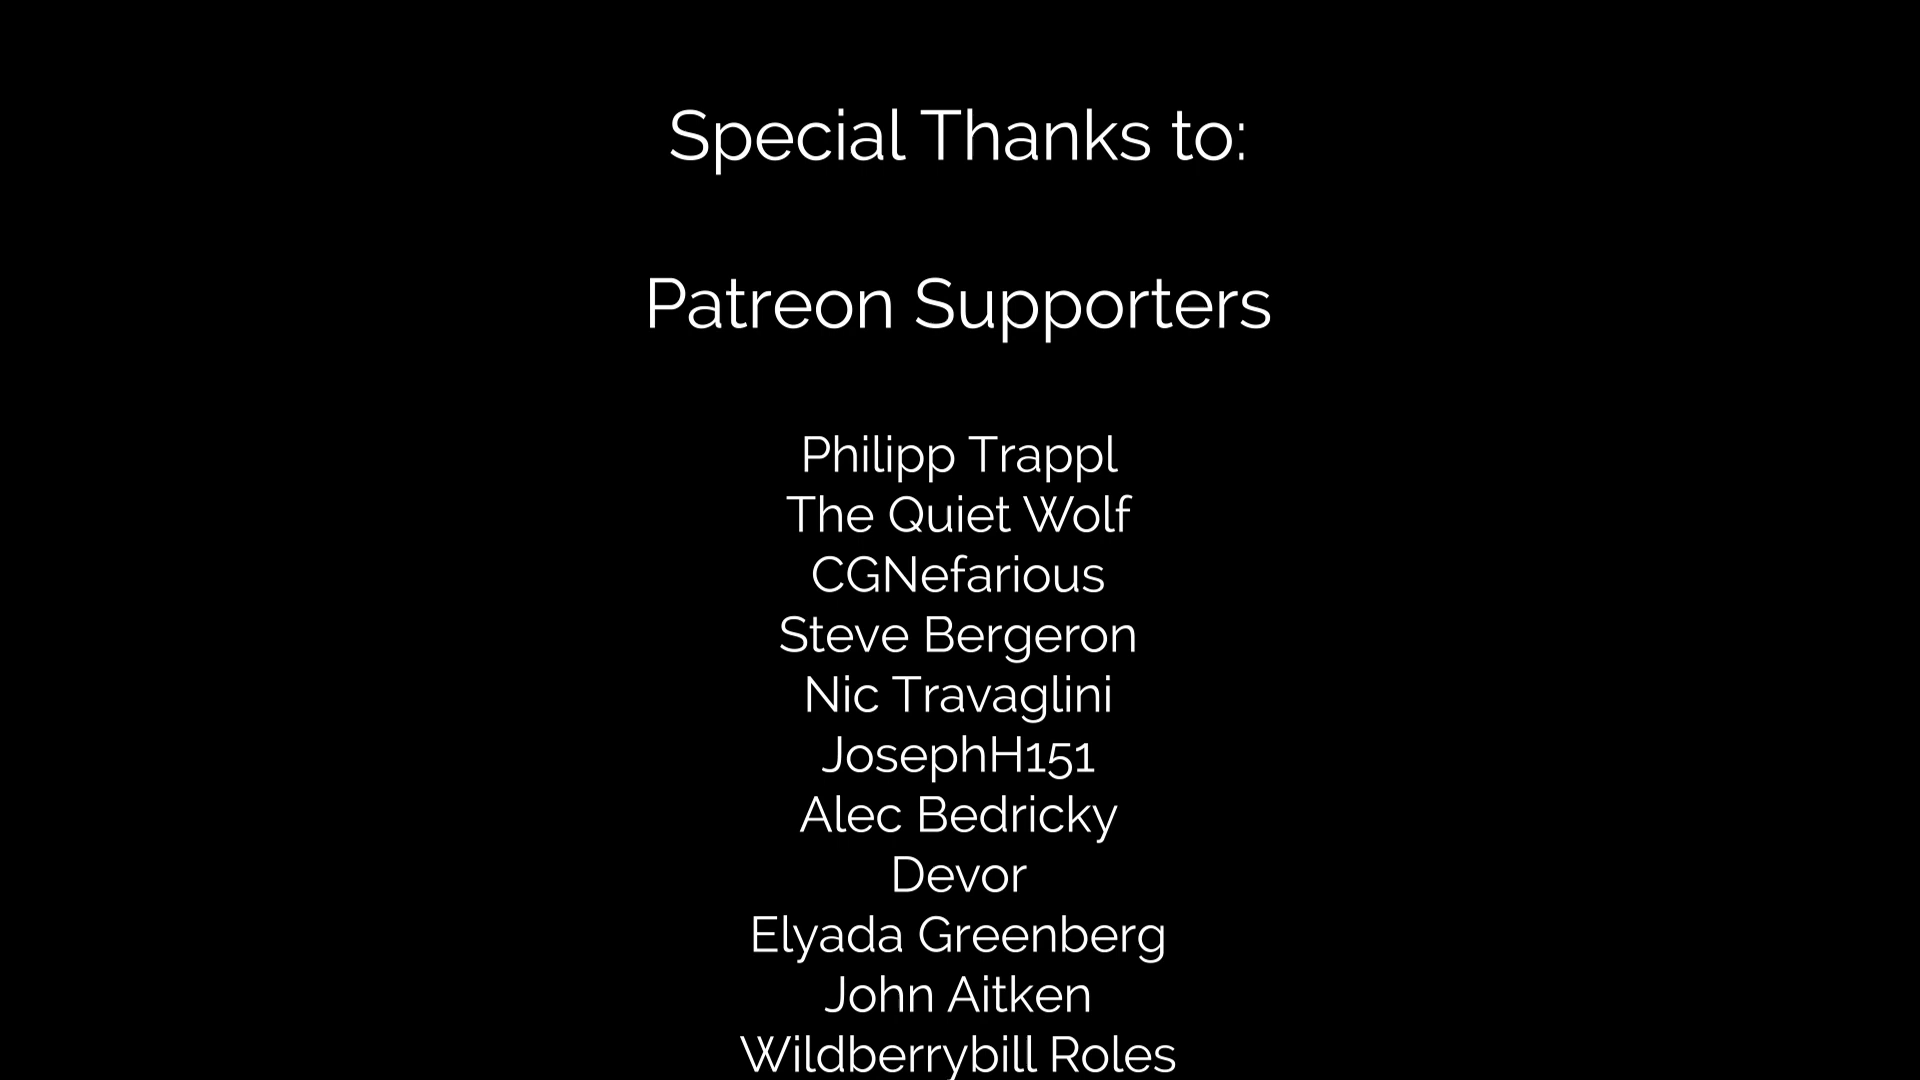 Special Thanks to:
Patreon Supporters
Philipp Trappl
The Quiet Wolf
CGNefarious
Steve Bergeron
Nic Travaglini
JosephH151
Alec Bedricky
Devor
Elyada Greenberg
John Aitken
Wildberrybill Roles